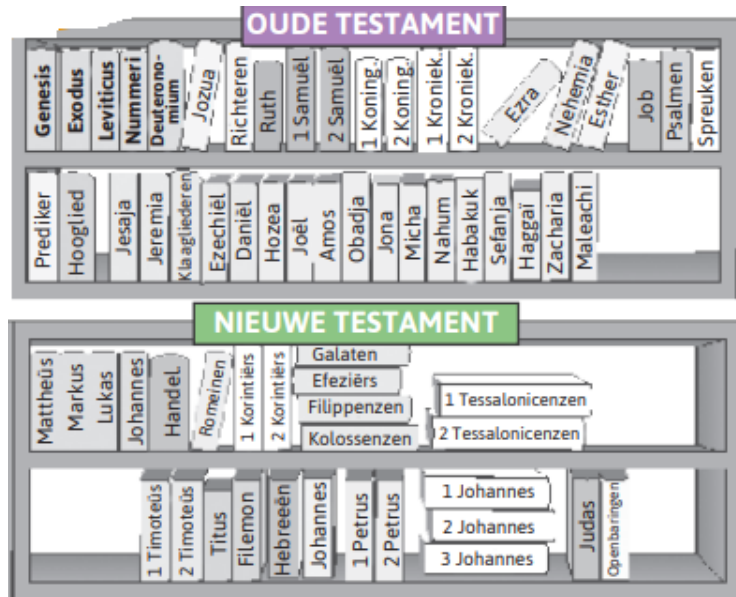 OUDE TESTAMENT
Genesis
Exodus
Leviticus
Nummeri
Deuterono-
mium
Jozua
Richteren
Ruth
1 Samuël
2 Samuël
1 Koning.
2 Koning.
1 Kroniek.
2 Kroniek.
Ezra
Nehemia
Esther
Job
Psalmen
Spreuken
Prediker
Hooglied
Jesaja
Jeremia
Klaagliederen
Ezechiël
Daniël
Hozea
Joël
Amos
Obadja
Jona
Micha
Nahum
Habakuk
Sefanja
Haggaï
Zacharia
Maleachi
NIEUWE TESTAMENT
Mattheüs
Markus
Lukas
Johannes
Handel.
Romeinen
1 Korintiërs
2 Korintiërs
Galaten
Efeziërs
Filippenzen
Kolossenzen
1 Tessalonicenzen
2 Tessalonicenzen
1 Timoteüs
2 Timoteüs
Titus
Filemon
Hebreeën
Johannes
1 Petrus
2 Petrus
1 Johannes
2 Johannes
3 Johannes
Judas
Openbaringen